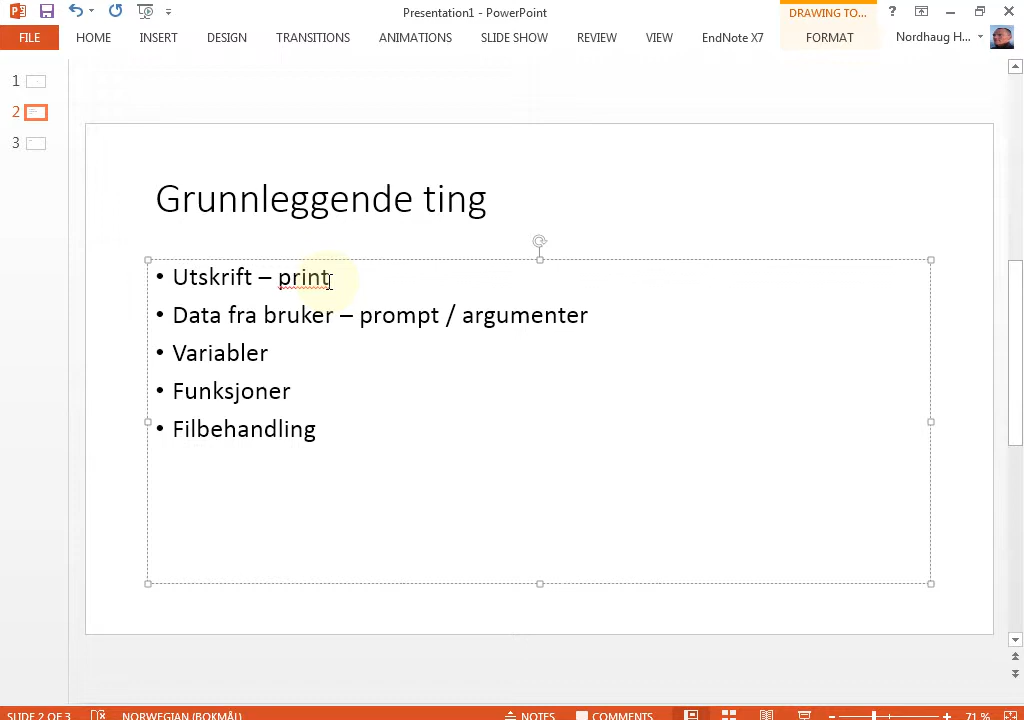 Presentation1 - PowerPoint
DRAWING TO...
?
FILE HOME INSERT DESIGN TRANSITIONS ANIMATIONS SLIDE SHOW REVIEW VIEW EndNote X7 FORMAT Nordhaug H...
1
2
3
Grunnleggende ting
• Utskrift – print
• Data fra bruker – prompt / argumenter
• Variabler
• Funksjoner
• Filbehandling
SLIDE 2 OF 3 NORWEGIAN (BOKMÅL) NOTES COMMENTS 71 %